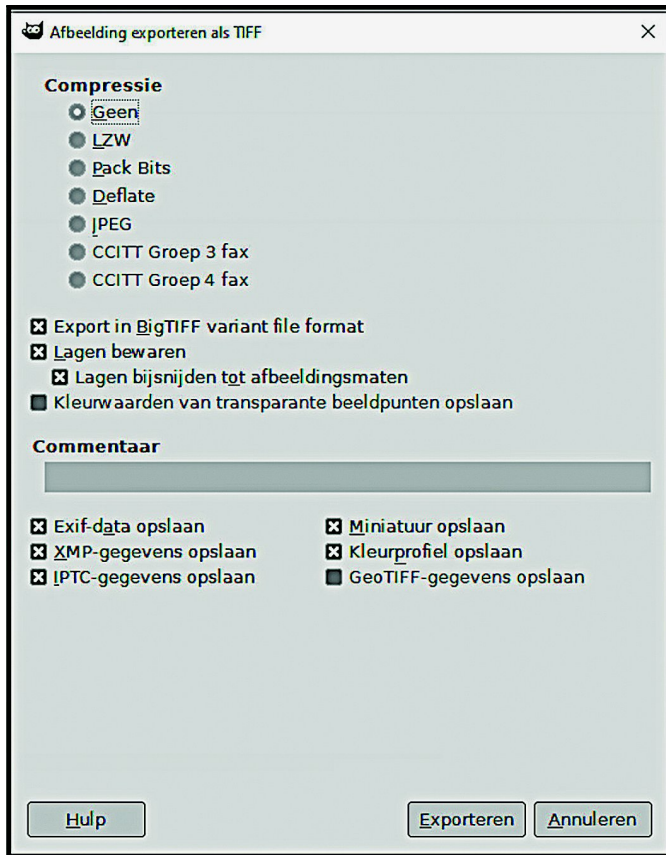 Afbeelding exporteren als TIFF
Compressie
Geen
LZW
Pack Bits
Deflate
JPEG
CCITT Groep 3 fax
CCITT Groep 4 fax
Export in BigTIFF variant file format
Lagen bewaren
Lagen bijsnijden tot afbeeldingsmaten
Kleurwaarden van transparante beeldpunten opslaan
Commentaar
Exif-data opslaan Miniatuur opslaan
XMP-gegevens opslaan Kleurprofiel opslaan
IPTC-gegevens opslaan GeoTIFF-gegevens opslaan
Hulp Exporteren Annuleren